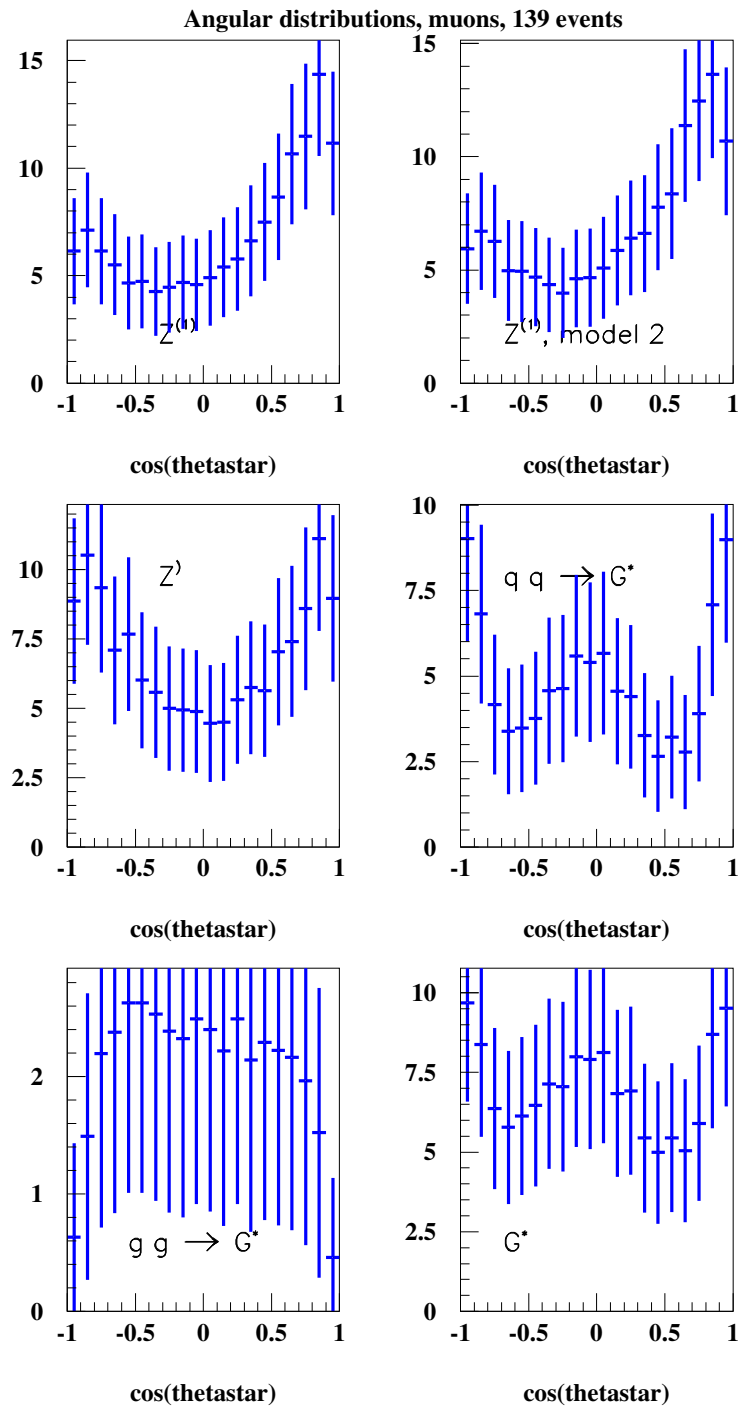 Angular distributions, muons, 139 events
15
10
5
0
-1 -0.5 0 0.5 1
cos(thetastar)
Z(1)
15
10
5
0
-1 -0.5 0 0.5 1
cos(thetastar)
Z(1), model 2
10
7.5
5
2.5
0
-1 -0.5 0 0.5 1
cos(thetastar)
Z)
10
7.5
5
2.5
0
-1 -0.5 0 0.5 1
cos(thetastar)
q q → G*
2
1
0
-1 -0.5 0 0.5 1
cos(thetastar)
g g → G*
10
7.5
5
2.5
0
-1 -0.5 0 0.5 1
cos(thetastar)
G*